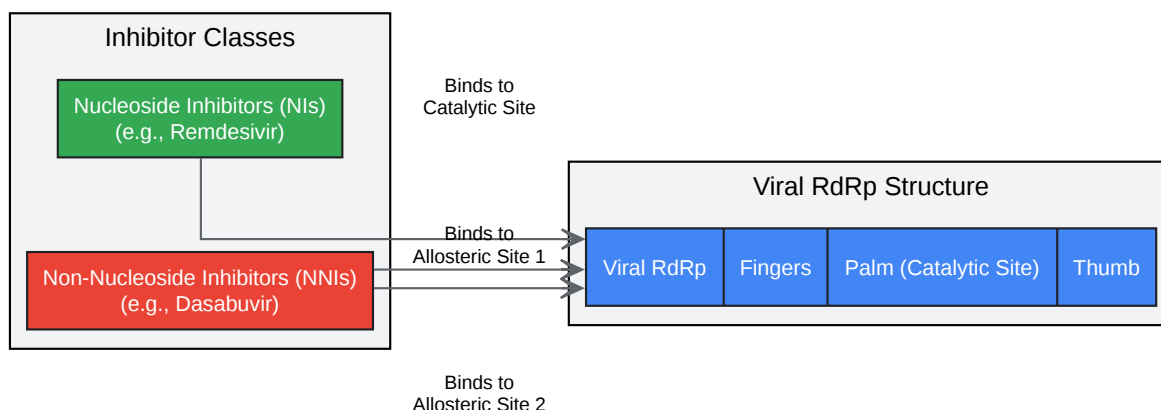 Inhibitor Classes
Nucleoside Inhibitors (NIs)
(e.g., Remdesivir)
Non-Nucleoside Inhibitors (NNIs)
(e.g., Dasabuvir)
Binds to
Catalytic Site
Binds to
Allosteric Site 1
Binds to
Allosteric Site 2
Viral RdRp Structure
Viral RdRp
Fingers
Palm (Catalytic Site)
Thumb